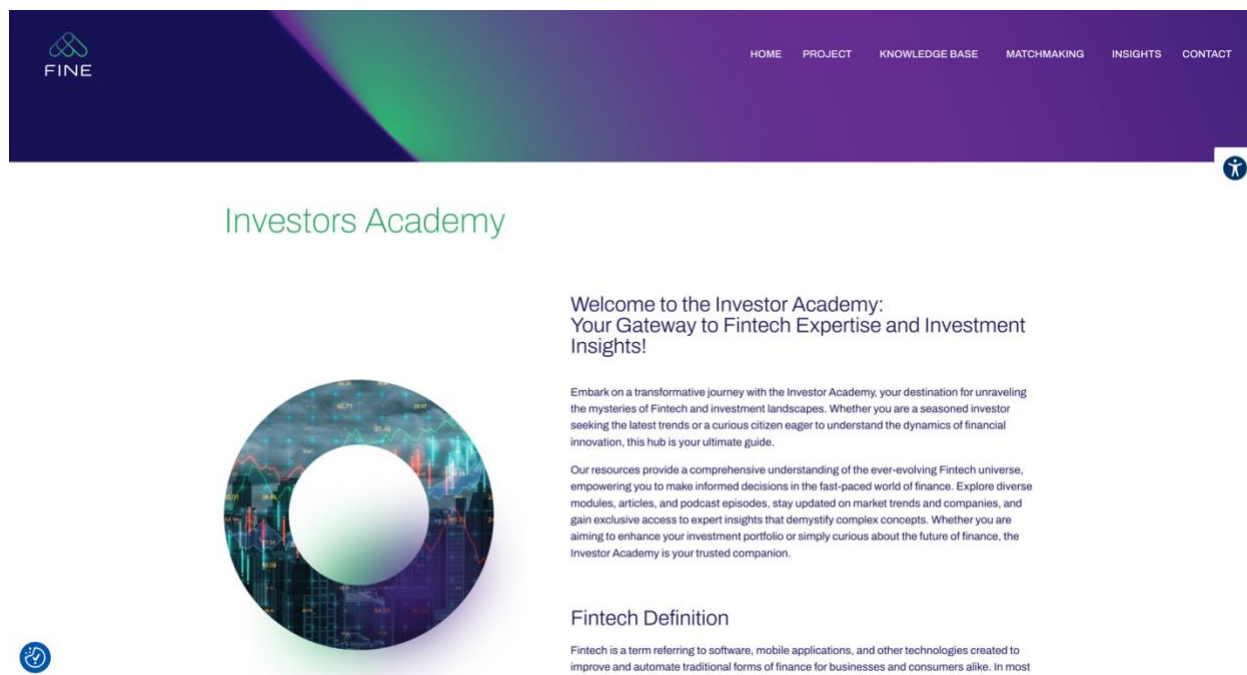 FINE
HOME PROJECT KNOWLEDGE BASE MATCHMAKING INSIGHTS CONTACT
Investors Academy
Welcome to the Investor Academy:
Your Gateway to Fintech Expertise and Investment
Insights!
Embark on a transformative journey with the Investor Academy, your destination for unraveling
the mysteries of Fintech and investment landscapes. Whether you are a seasoned investor
seeking the latest trends or a curious citizen eager to understand the dynamics of financial
innovation, this hub is your ultimate guide.
Our resources provide a comprehensive understanding of the ever-evolving Fintech universe,
empowering you to make informed decisions in the fast-paced world of finance. Explore diverse
modules, articles, and podcast episodes, stay updated on market trends and companies, and
gain exclusive access to expert insights that demystify complex concepts. Whether you are
aiming to enhance your investment portfolio or simply curious about the future of finance, the
Investor Academy is your trusted companion.
Fintech Definition
Fintech is a term referring to software, mobile applications, and other technologies created to
improve and automate traditional forms of finance for businesses and consumers alike. In most